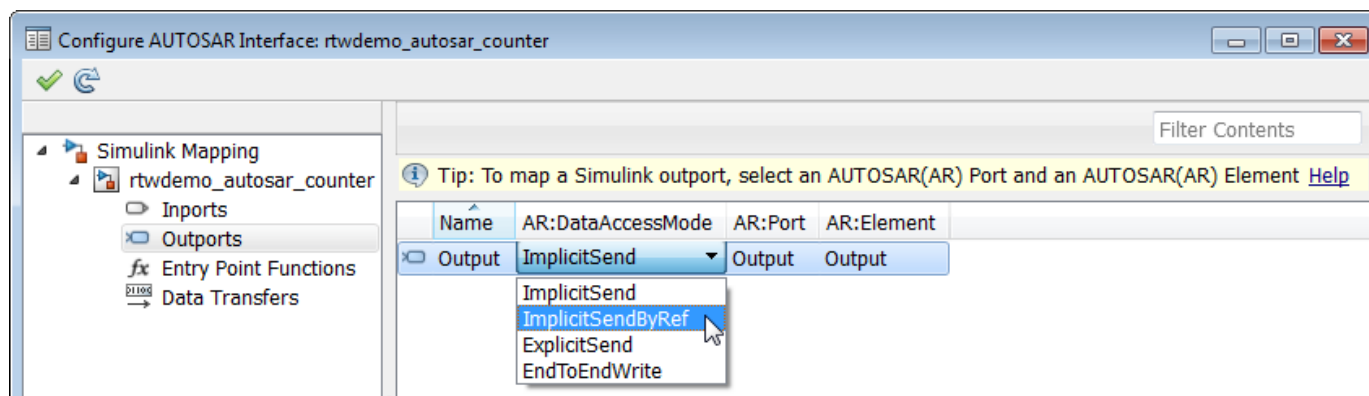 Configure AUTOSAR Interface: rtwdemo_autosar_counter
Filter Contents
Simulink Mapping
rtwdemo_autosar_counter
Inports
Outports
fx Entry Point Functions
Data Transfers
Tip: To map a Simulink outport, select an AUTOSAR(AR) Port and an AUTOSAR(AR) Element Help
Name AR:DataAccessMode AR:Port AR:Element
Output ImplicitSend Output Output
ImplicitSend
ImplicitSendByRef
ExplicitSend
EndToEndWrite